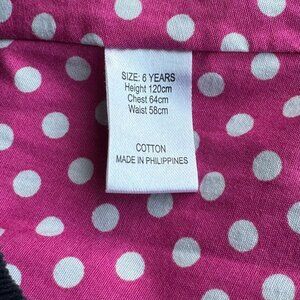 SIZE: 6 YEARS
Height 120cm
Chest 64cm
Waist 58cm
COTTON
MADE IN PHILIPPINES